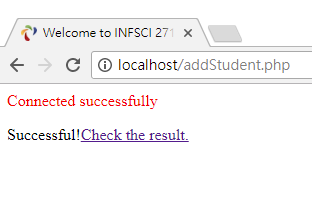 Welcome to INFSCI 271
localhost/addStudent.php
Connected successfully
Successful!Check the result.